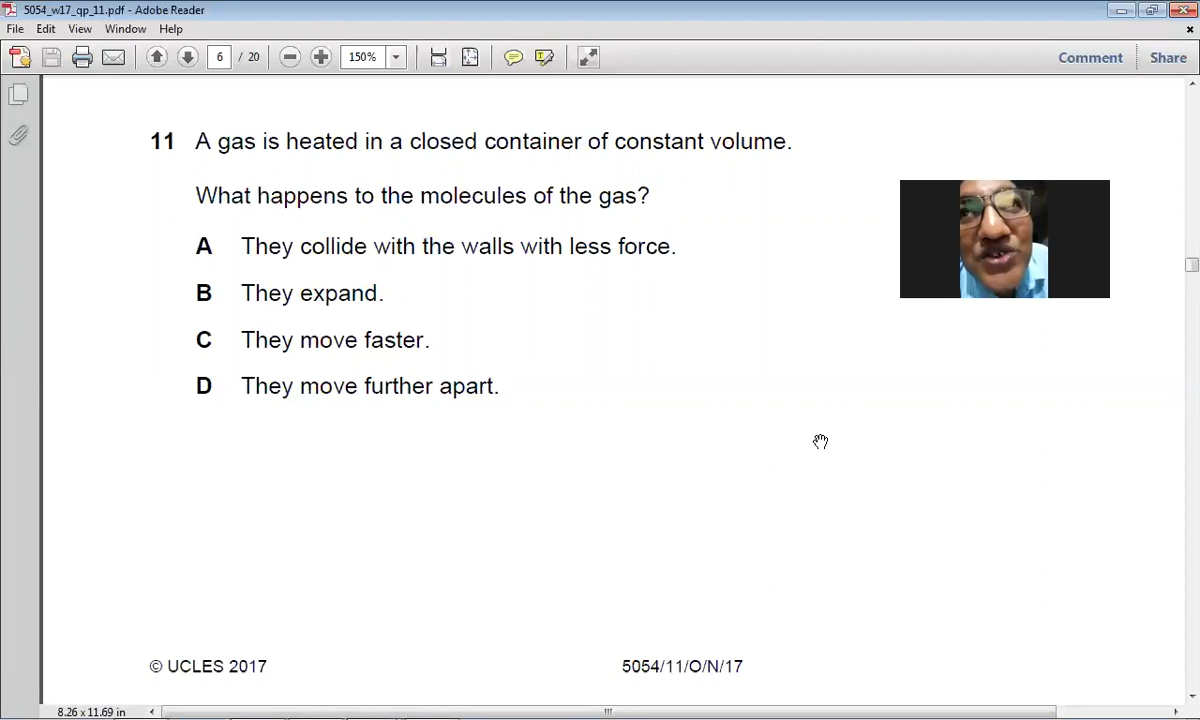 5054_w17_qp_11.pdf - Adobe Reader
File Edit View Window Help
6 / 20 150% Comment Share
11 A gas is heated in a closed container of constant volume.
What happens to the molecules of the gas?
A They collide with the walls with less force.
B They expand.
C They move faster.
D They move further apart.
© UCLES 2017 5054/11/O/N/17
8.26 x 11.69 in